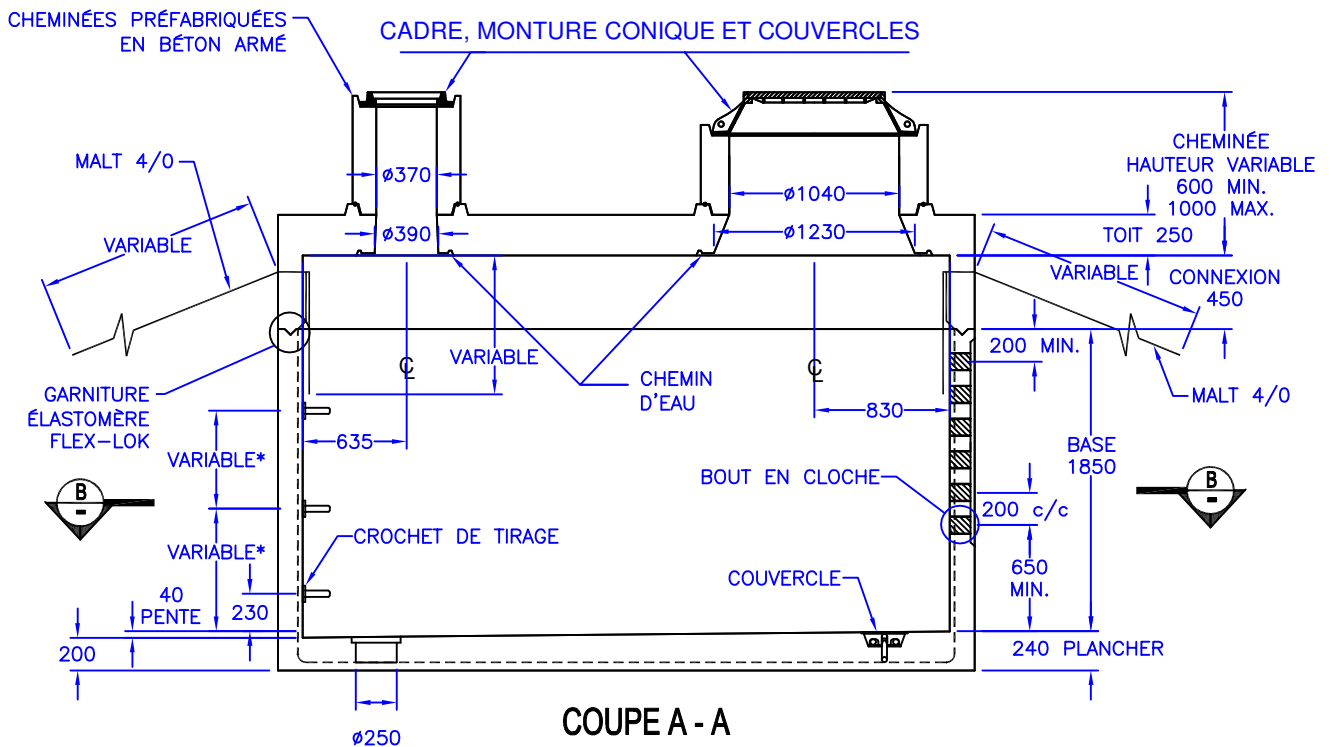 CHEMINÉES PRÉFABRIQUÉES
EN BÉTON ARMÉ
CADRE, MONTURE CONIQUE ET COUVERCLES
MALT 4/0
CHEMINÉE
HAUTEUR VARIABLE
600 MIN.
1000 MAX.
ø370
ø1040
ø390
ø1230
TOIT 250
VARIABLE
VARIABLE
CONNEXION
450
VARIABLE
200 MIN.
℄
℄
CHEMIN
D'EAU
GARNITURE
ÉLASTOMÈRE
FLEX-LOK
MALT 4/0
635
830
VARIABLE*
BASE
1850
BOUT EN CLOCHE
B
-
B
-
200 c/c
CROCHET DE TIRAGE
VARIABLE*
650
MIN.
COUVERCLE
40
PENTE
230
200
240 PLANCHER
ø250
COUPE A - A